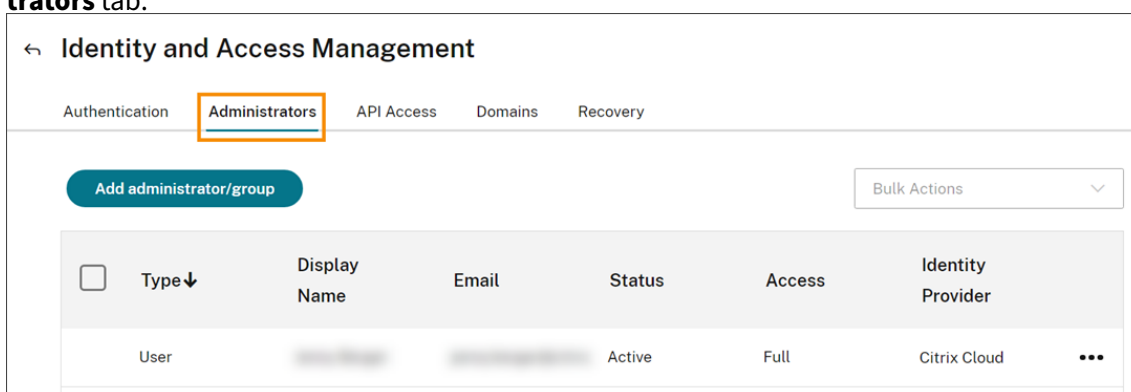 trators tab.
Identity and Access Management
Authentication Administrators API Access Domains Recovery
Add administrator/group Bulk Actions
Type Display Name Email Status Access Identity Provider
User Active Full Citrix Cloud